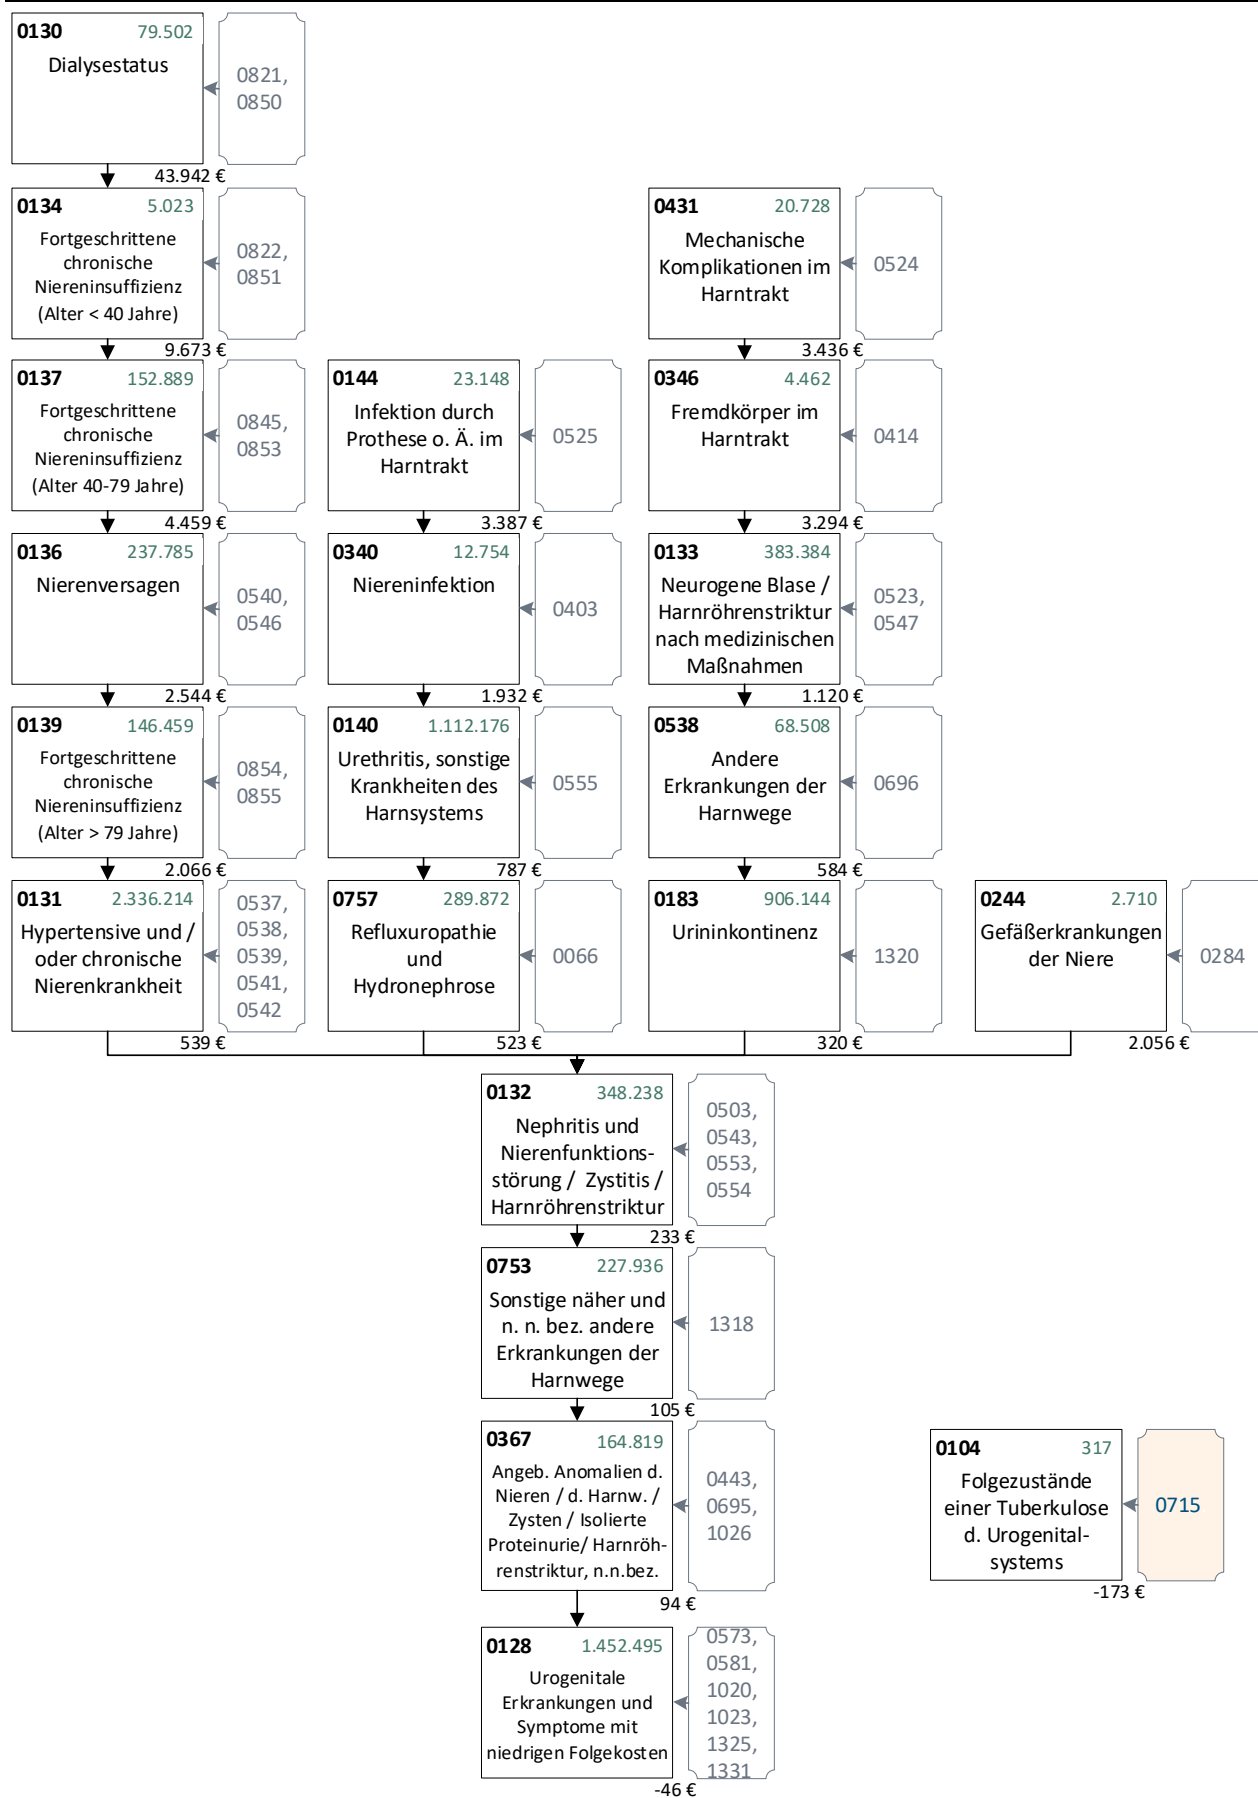 0130 79.502
Dialysestatus
0821,
0850
43.942 €
0134 5.023
Fortgeschrittene
chronische
Niereninsuffizienz
(Alter < 40 Jahre)
0822,
0851
9.673 €
0431 20.728
Mechanische
Komplikationen im
Harntrakt
0524
3.436 €
0137 152.889
Fortgeschrittene
chronische
Niereninsuffizienz
(Alter 40-79 Jahre)
0845,
0853
4.459 €
0144 23.148
Infektion durch
Prothese o. Ä. im
Harntrakt
0525
3.387 €
0346 4.462
Fremdkörper im
Harntrakt
0414
3.294 €
0136 237.785
Nierenversagen
0540,
0546
2.544 €
0340 12.754
Niereninfektion
0403
1.932 €
0133 383.384
Neurogene Blase /
Harnröhrenstriktur
nach medizinischen
Maßnahmen
0523,
0547
1.120 €
0139 146.459
Fortgeschrittene
chronische
Niereninsuffizienz
(Alter > 79 Jahre)
0854,
0855
2.066 €
0140 1.112.176
Urethritis, sonstige
Krankheiten des
Harnsystems
0555
787 €
0538 68.508
Andere
Erkrankungen der
Harnwege
0696
584 €
0131 2.336.214
Hypertensive und /
oder chronische
Nierenkrankheit
0537,
0538,
0539,
0541,
0542
539 €
0757 289.872
Refluxuropathie
und
Hydronephrose
0066
523 €
0183 906.144
Urininkontinenz
1320
320 €
0244 2.710
Gefäßerkrankungen
der Niere
0284
2.056 €
0132 348.238
Nephritis und
Nierenfunktions-
störung / Zystitis /
Harnröhrenstriktur
0503,
0543,
0553,
0554
233 €
0753 227.936
Sonstige näher und
n. n. bez. andere
Erkrankungen der
Harnwege
1318
105 €
0367 164.819
Angeb. Anomalien d.
Nieren / d. Harnw. /
Zysten / Isolierte
Proteinurie/ Harnröh-
renstriktur, n.n.bez.
0443,
0695,
1026
94 €
0104 317
Folgezustände
einer Tuberkulose
d. Urogenital-
systems
0715
-173 €
0128 1.452.495
Urogenitale
Erkrankungen und
Symptome mit
niedrigen Folgekosten
0573,
0581,
1020,
1023,
1325,
1331
-46 €